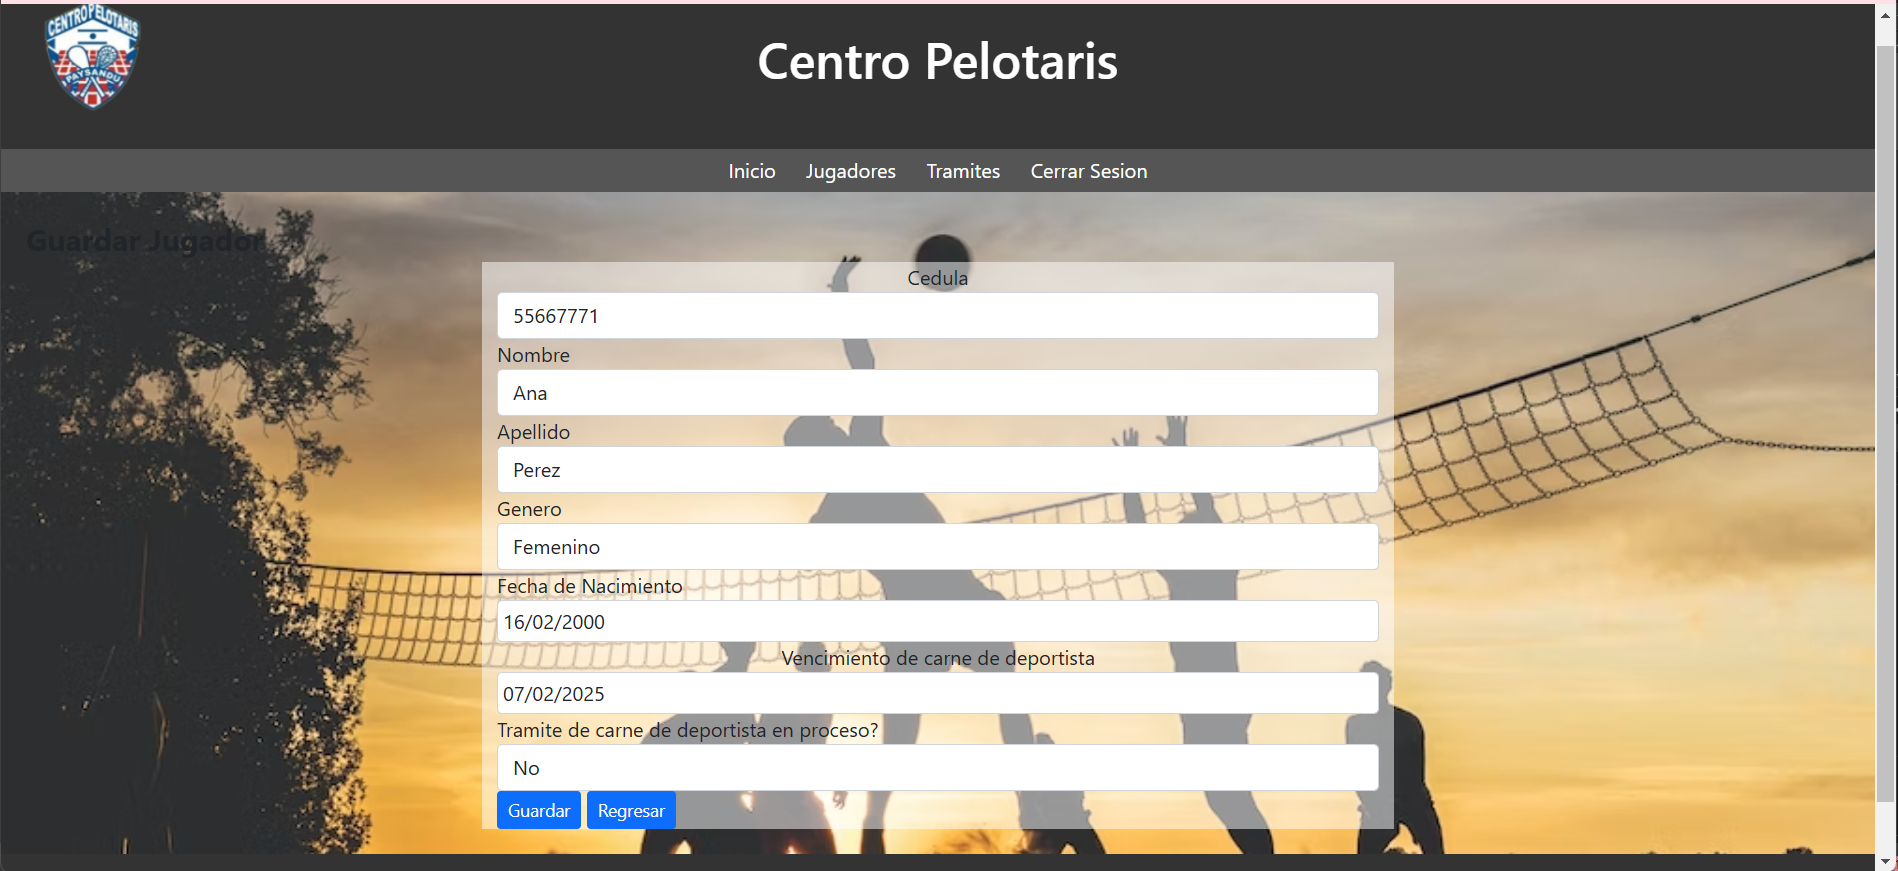 CENTRO PELOTARIS
PAYSANDU
Centro Pelotaris
Inicio Jugadores Tramites Cerrar Sesion
Guardar Jugador
Cedula
55667771
Nombre
Ana
Apellido
Perez
Genero
Femenino
Fecha de Nacimiento
16/02/2000
Vencimiento de carne de deportista
07/02/2025
Tramite de carne de deportista en proceso?
No
Guardar Regresar